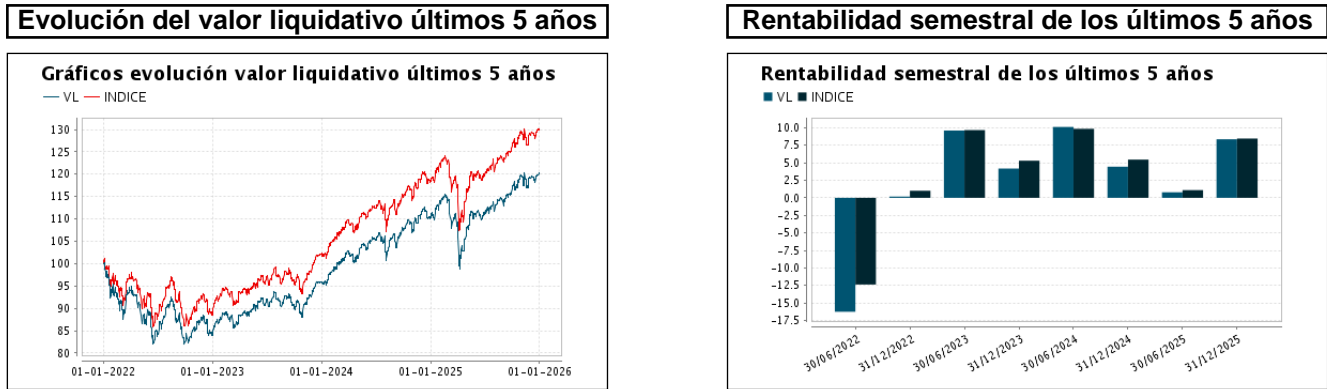 Evolución del valor liquidativo últimos 5 años
Gráficos evolución valor liquidativo últimos 5 años
VL INDICE
130
125
120
115
110
105
100
95
90
85
80
01-01-2022 01-01-2023 01-01-2024 01-01-2025 01-01-2026
Rentabilidad semestral de los últimos 5 años
Rentabilidad semestral de los últimos 5 años
VL INDICE
10.0
7.5
5.0
2.5
0.0
-2.5
-5.0
-7.5
-10.0
-12.5
-15.0
-17.5
30/06/2022 31/12/2022 30/06/2023 31/12/2023 30/06/2024 31/12/2024 30/06/2025 31/12/2025